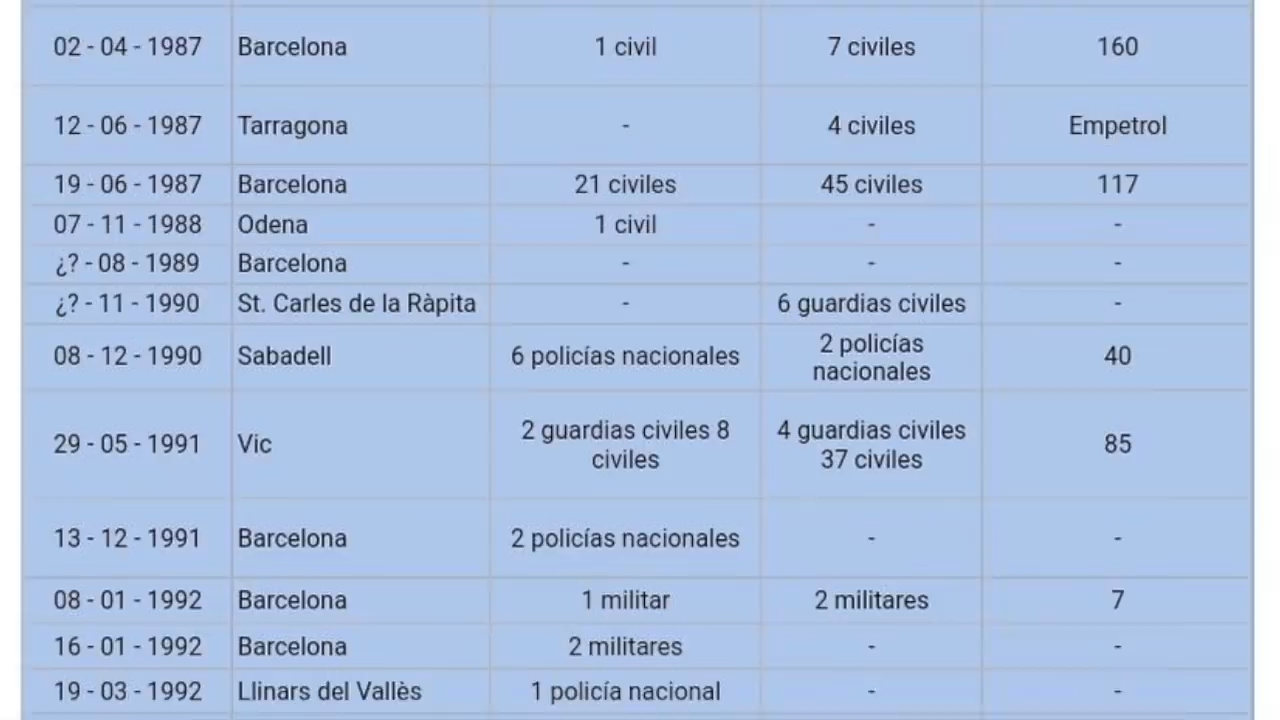 02 - 04 - 1987 Barcelona 1 civil 7 civiles 160
12 - 06 - 1987 Tarragona - 4 civiles Empetrol
19 - 06 - 1987 Barcelona 21 civiles 45 civiles 117
07 - 11 - 1988 Odena 1 civil - -
¿? - 08 - 1989 Barcelona - - -
¿? - 11 - 1990 St. Carles de la Ràpita - 6 guardias civiles -
08 - 12 - 1990 Sabadell 6 policías nacionales 2 policías nacionales 40
29 - 05 - 1991 Vic 2 guardias civiles 8 civiles 4 guardias civiles 37 civiles 85
13 - 12 - 1991 Barcelona 2 policías nacionales - -
08 - 01 - 1992 Barcelona 1 militar 2 militares 7
16 - 01 - 1992 Barcelona 2 militares - -
19 - 03 - 1992 Llinars del Vallès 1 policía nacional - -